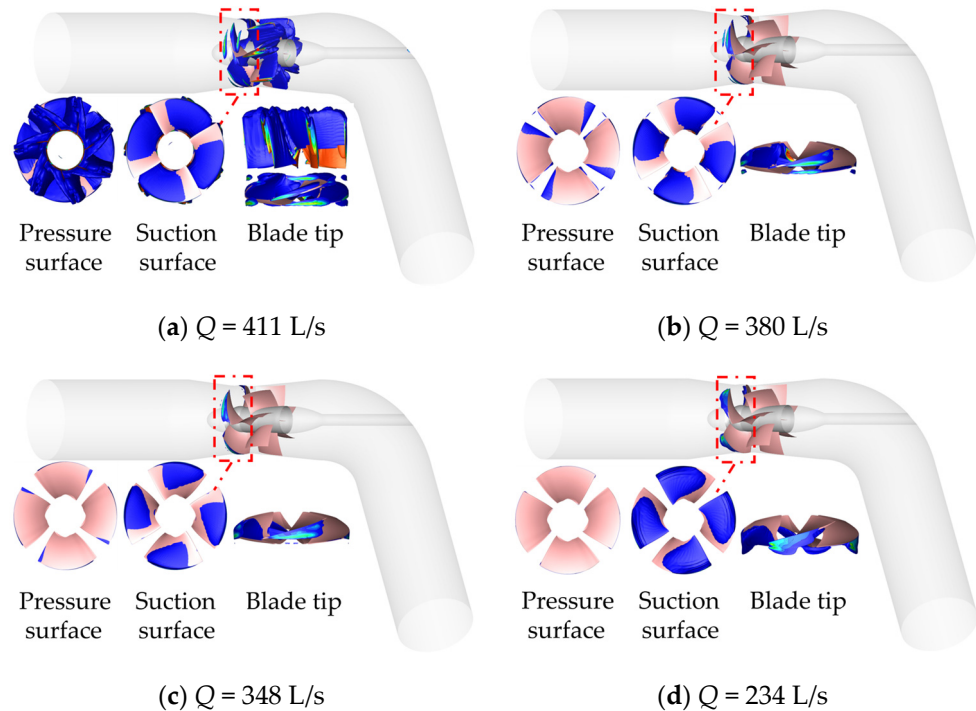 Pressure surface
Suction surface
Blade tip
(a) Q = 411 L/s
Pressure surface
Suction surface
Blade tip
(b) Q = 380 L/s
Pressure surface
Suction surface
Blade tip
(c) Q = 348 L/s
Pressure surface
Suction surface
Blade tip
(d) Q = 234 L/s